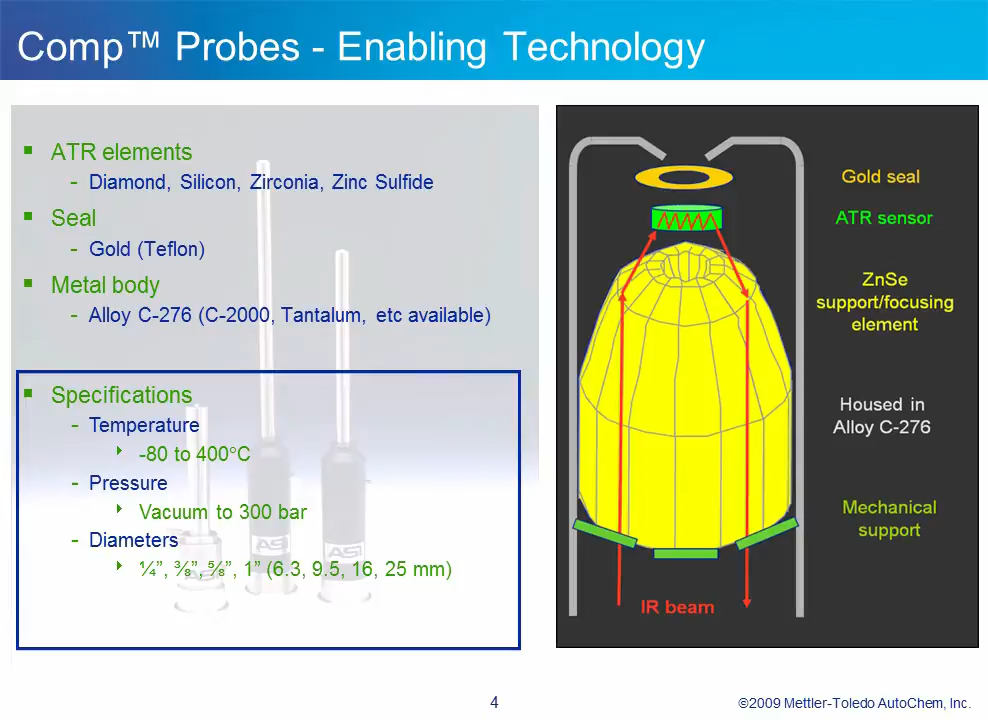 Comp™ Probes - Enabling Technology
ATR elements
- Diamond, Silicon, Zirconia, Zinc Sulfide
Seal
- Gold (Teflon)
Metal body
- Alloy C-276 (C-2000, Tantalum, etc available)
Specifications
- Temperature
-80 to 400°C
- Pressure
Vacuum to 300 bar
- Diameters
¼”, ⅜”, ⅝”, 1” (6.3, 9.5, 16, 25 mm)
ASI
ASI
Gold seal
ATR sensor
ZnSe
support/focusing
element
Housed in
Alloy C-276
Mechanical
support
IR beam
4
©2009 Mettler-Toledo AutoChem, Inc.